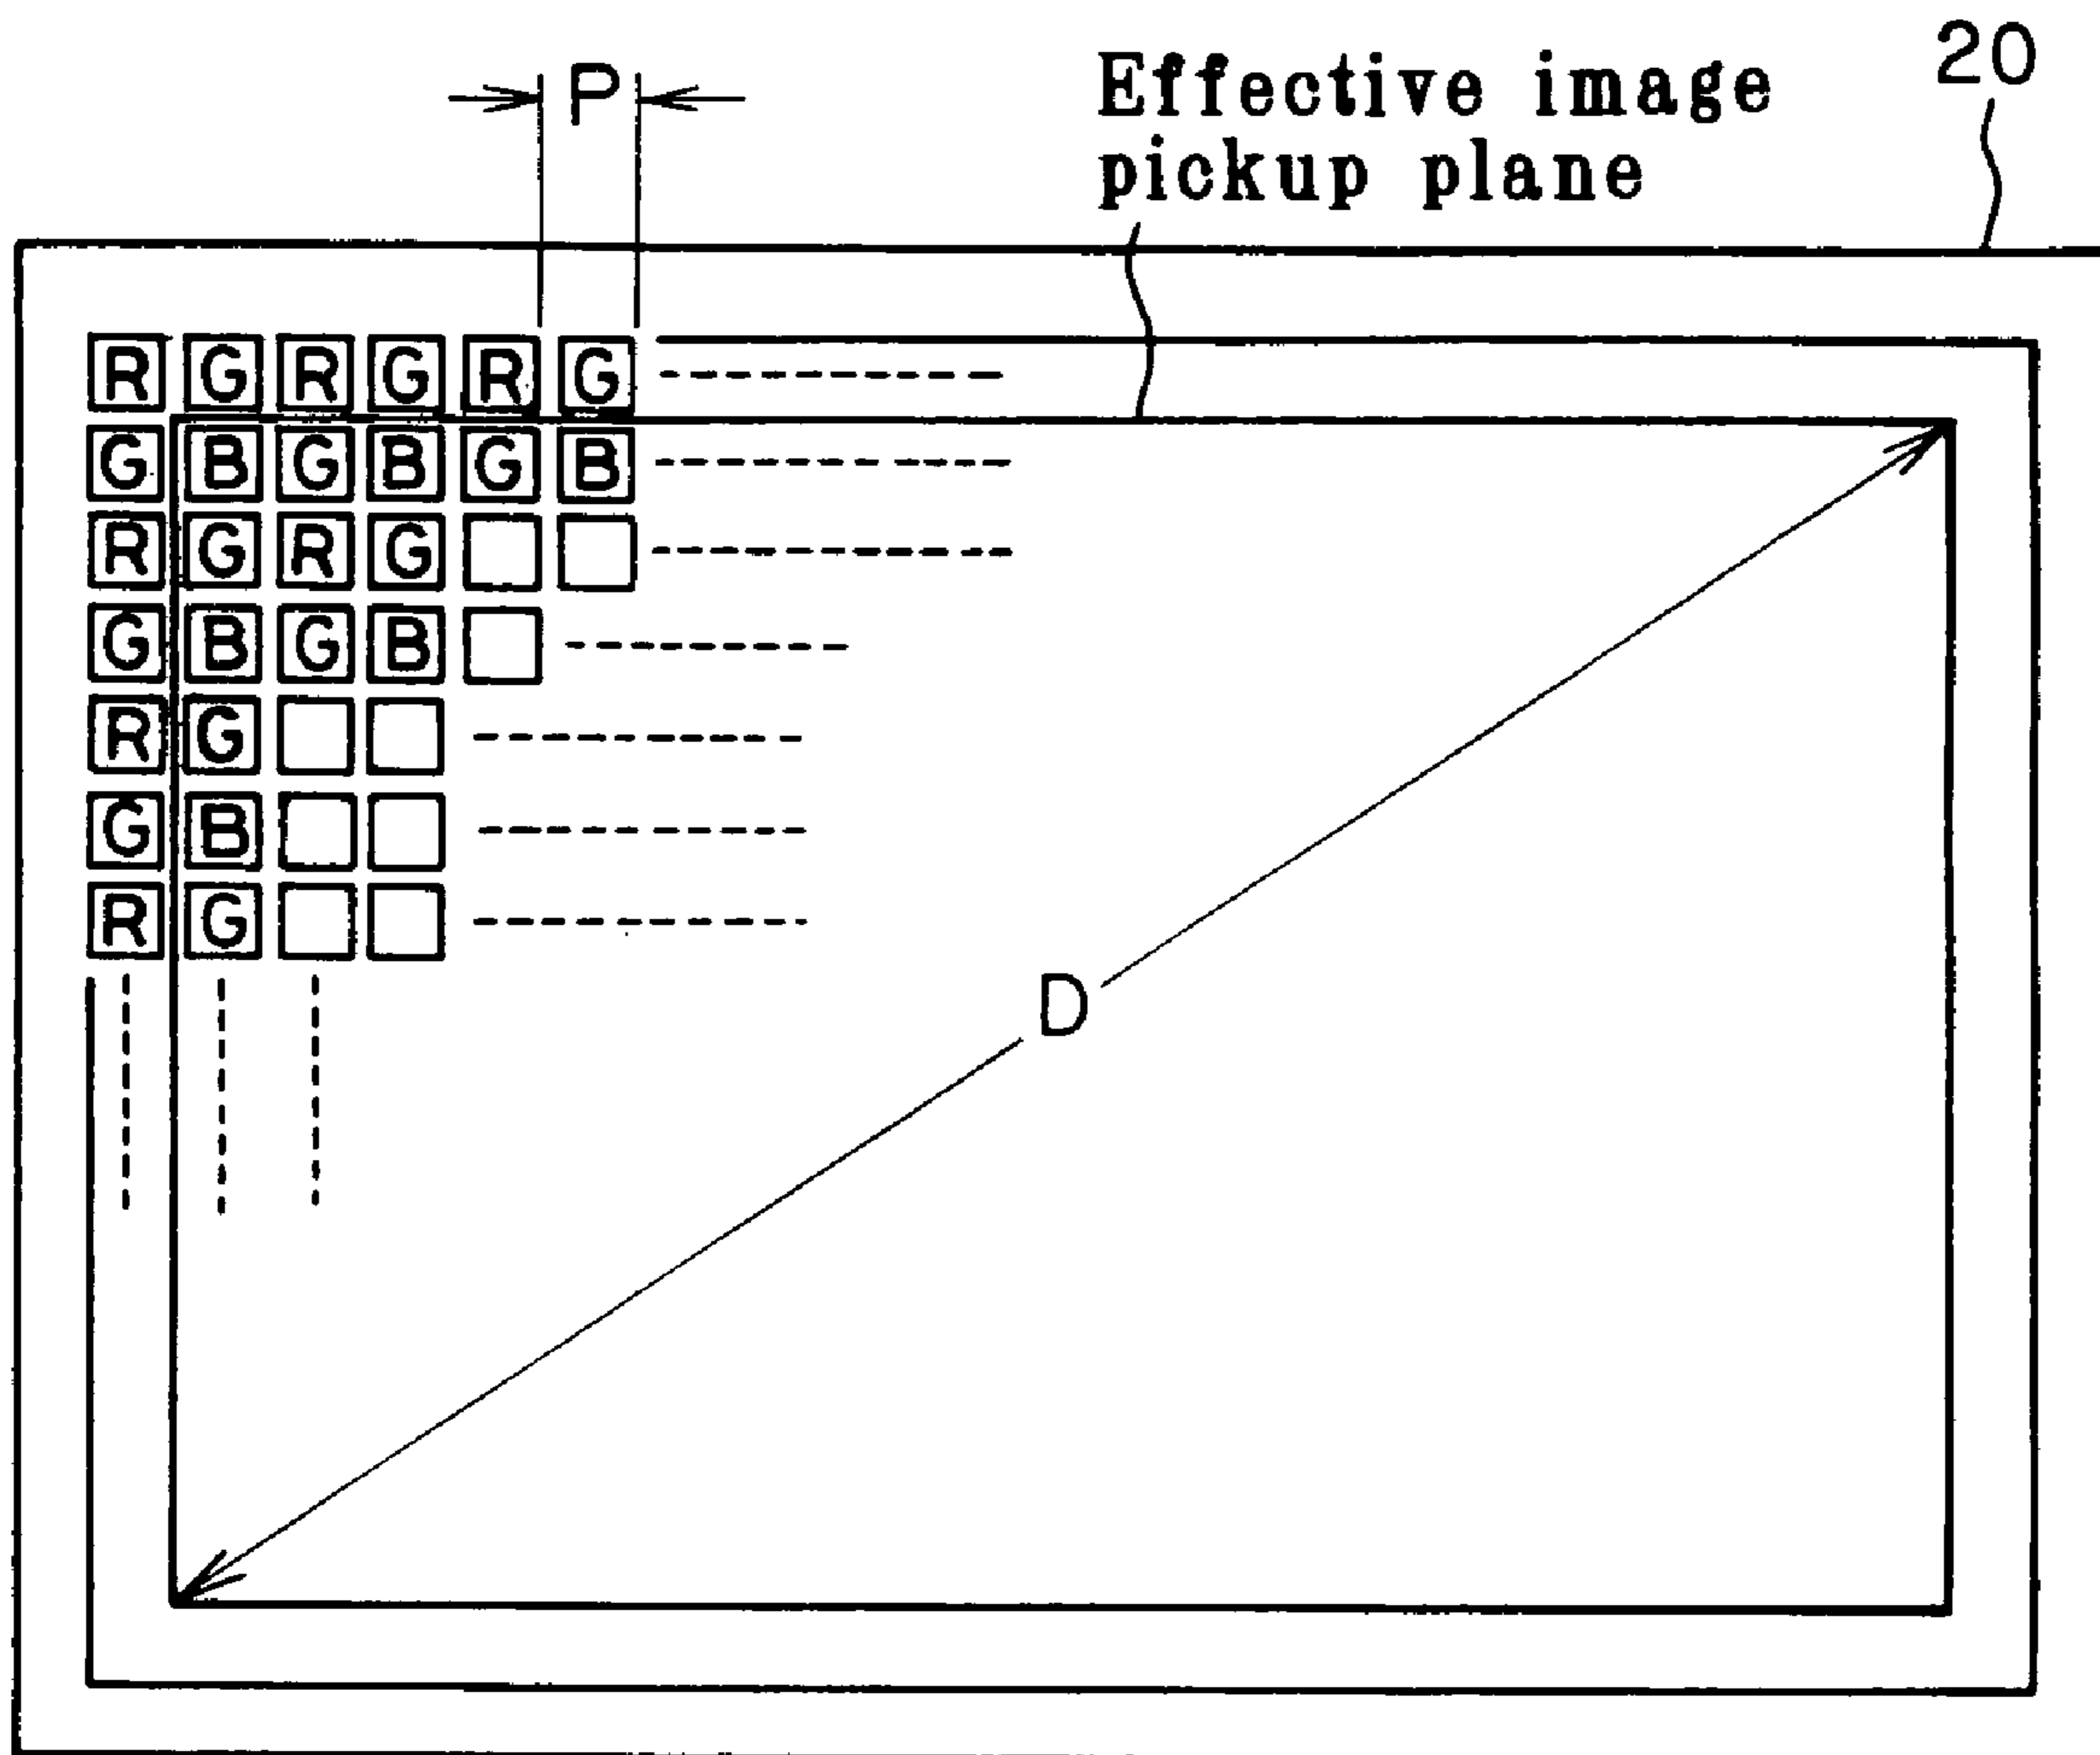 20
P
Effective image
pickup plane
R G R G R G
G B G B G B
R G R G
G B G B
R G
G B
R G
D